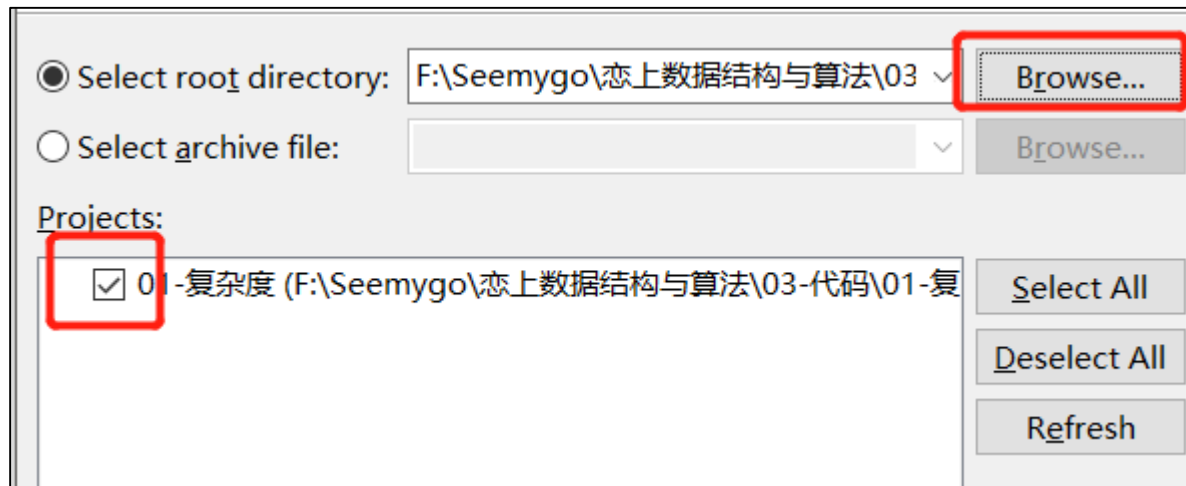 Select root directory: F:\Seemygo\恋上数据结构与算法\03 Browse...
Select archive file: Browse...
Projects:
01-复杂度 (F:\Seemygo\恋上数据结构与算法\03-代码\01-复
Select All
Deselect All
Refresh